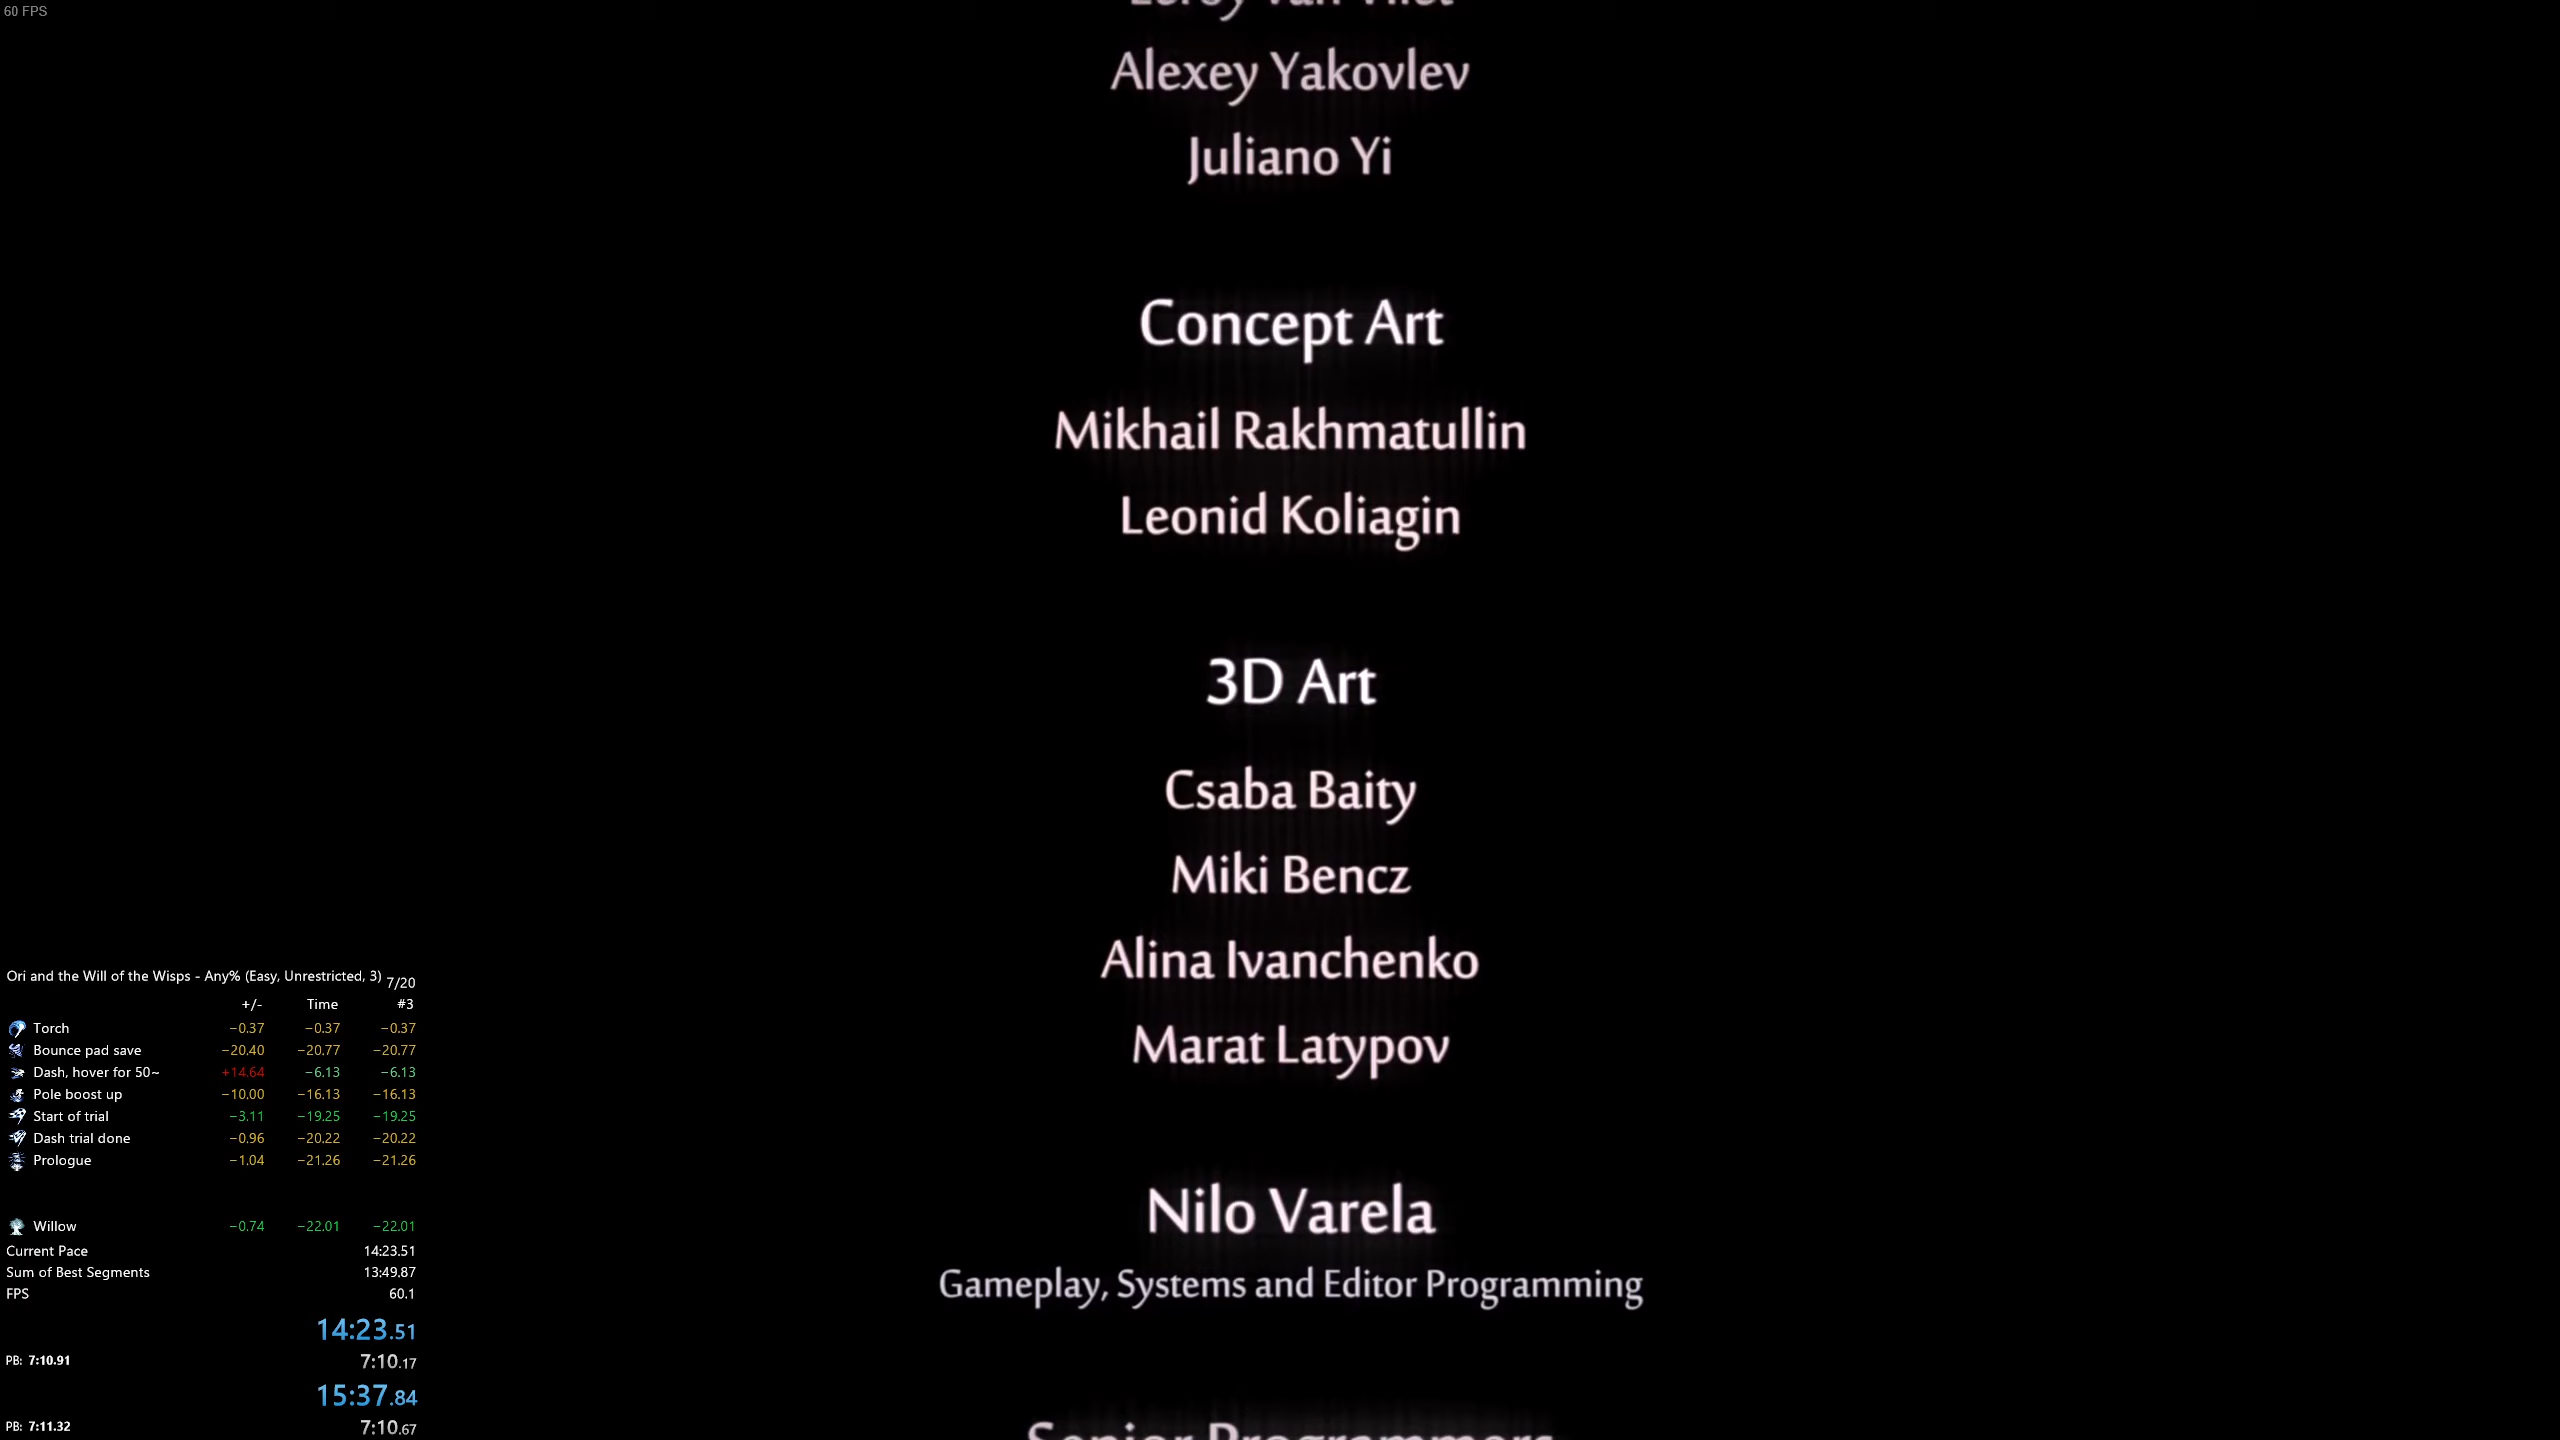 60 FPS
Alexey Yakovlev
Juliano Yi
Concept Art
Mikhail Rakhmatullin
Leonid Koliagin
3D Art
Csaba Baity
Miki Bencz
Alina Ivanchenko
Marat Latypov
Nilo Varela
Gameplay, Systems and Editor Programming
Senior Programmers
Ori and the Will of the Wisps - Any% (Easy, Unrestricted, 3) 7/20
+/- Time #3
Torch −0.37 −0.37 −0.37
Bounce pad save −20.40 −20.77 −20.77
Dash, hover for 50~ +14.64 −6.13 −6.13
Pole boost up −10.00 −16.13 −16.13
Start of trial −3.11 −19.25 −19.25
Dash trial done −0.96 −20.22 −20.22
Prologue −1.04 −21.26 −21.26
Willow −0.74 −22.01 −22.01
Current Pace 14:23.51
Sum of Best Segments 13:49.87
FPS 60.1
14:23.51
PB: 7:10.91 7:10.17
15:37.84
PB: 7:11.32 7:10.67